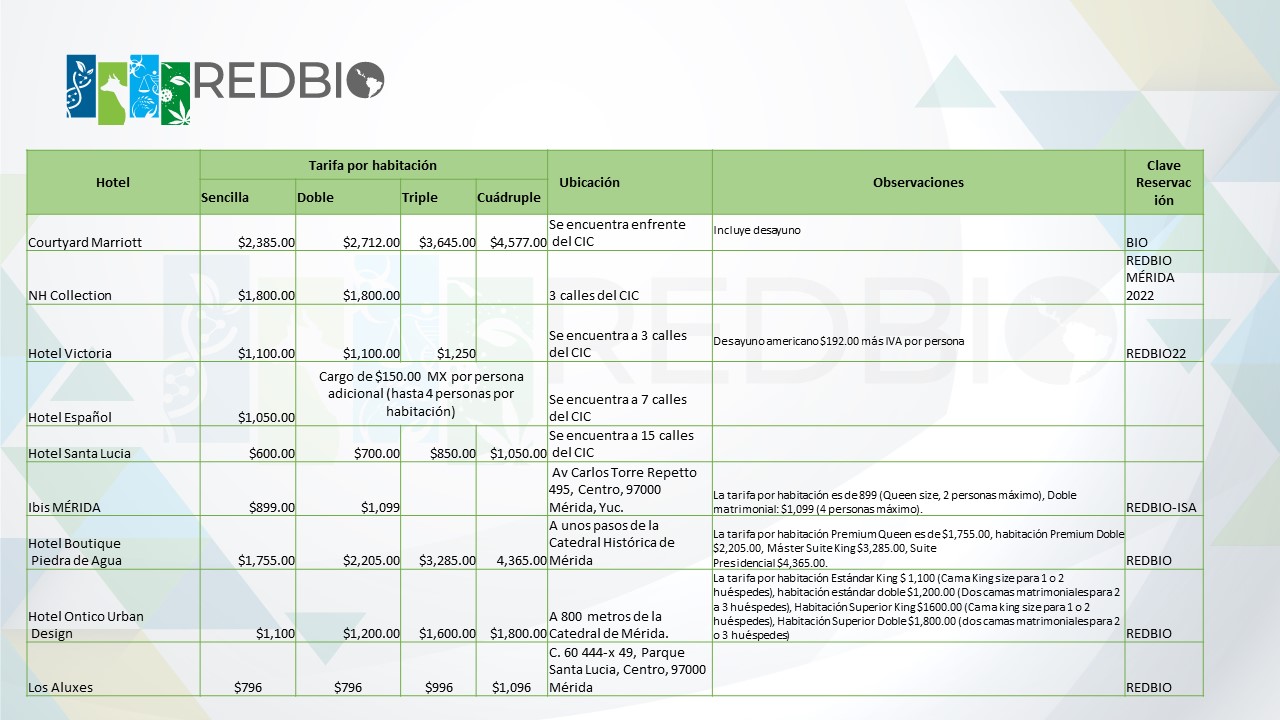 REDBIO
Hotel
Tarifa por habitación
Ubicación
Observaciones
Clave
Reservac
ión
Sencilla
Doble
Triple
Cuádruple
Courtyard Marriott
$2,385.00
$2,712.00
$3,645.00
$4,577.00
Se encuentra enfrente
del CIC
Incluye desayuno
BIO
NH Collection
$1,800.00
$1,800.00
3 calles del CIC
REDBIO
MÉRIDA
2022
Hotel Victoria
$1,100.00
$1,100.00
$1,250
Se encuentra a 3 calles
del CIC
Desayuno americano $192.00 más IVA por persona
REDBIO22
Hotel Español
$1,050.00
Cargo de $150.00 MX por persona
adicional (hasta 4 personas por
habitación)
Se encuentra a 7 calles
del CIC
Hotel Santa Lucia
$600.00
$700.00
$850.00
$1,050.00
Se encuentra a 15 calles
del CIC
Ibis MÉRIDA
$899.00
$1,099
Av Carlos Torre Repetto
495, Centro, 97000
Mérida, Yuc.
La tarifa por habitación es de 899 (Queen size, 2 personas máximo), Doble
matrimonial: $1,099 (4 personas máximo).
REDBIO-ISA
Hotel Boutique
Piedra de Agua
$1,755.00
$2,205.00
$3,285.00
4,365.00
A unos pasos de la
Catedral Histórica de
Mérida
La tarifa por habitación Premium Queen es de $1,755.00, habitación Premium Doble
$2,205.00, Máster Suite King $3,285.00, Suite
Presidencial $4,365.00.
REDBIO
Hotel Ontico Urban
Design
$1,100
$1,200.00
$1,600.00
$1,800.00
A 800 metros de la
Catedral de Mérida.
La tarifa por habitación Estándar King $ 1,100 (Cama King size para 1 o 2
huéspedes), habitación estándar doble $1,200.00 (Dos camas matrimoniales para 2
a 3 huéspedes), Habitación Superior King $1600.00 (Cama king size para 1 o 2
huéspedes), Habitación Superior Doble $1,800.00 (dos camas matrimoniales para 2
o 3 huéspedes)
REDBIO
Los Aluxes
$796
$796
$996
$1,096
C. 60 444-x 49, Parque
Santa Lucia, Centro, 97000
Mérida
REDBIO
REDBIO